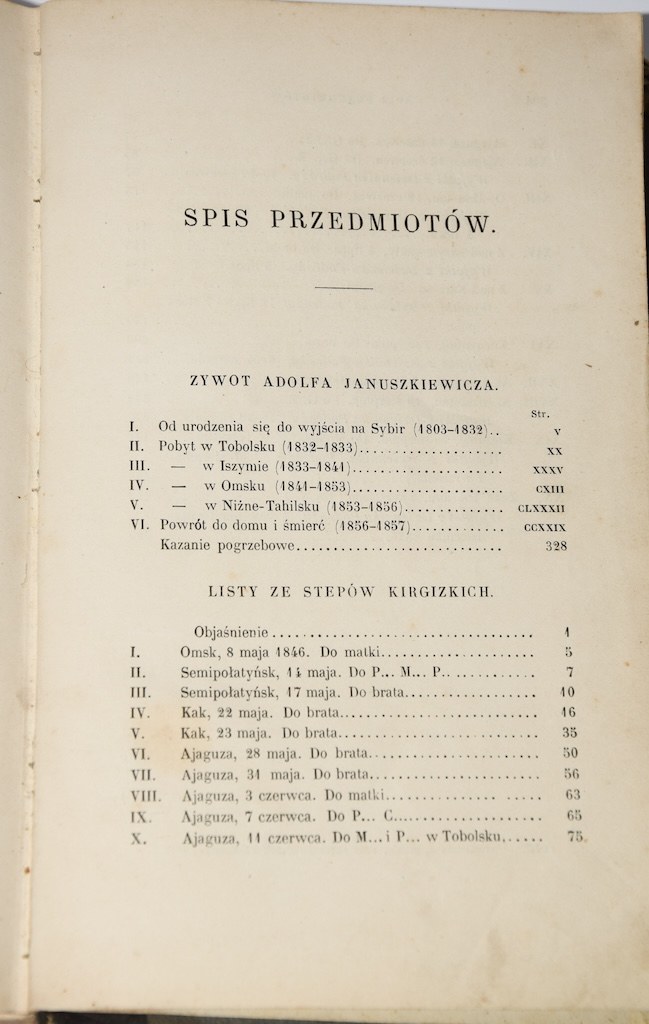 SPIS PRZEDMIOTÓW.
ZYWOT ADOLFA JANUSZKIEWICZA.
Str.
I. Od urodzenia się do wyjścia na Sybir (1803-1832).. V
II. Pobyt w Tobolsku (1832-1833)..................... XX
III. — w Iszymie (1833-1841)...................... XXXV
IV. — w Omsku (1841-1853)...................... CXIII
V. — w Niżne-Tahilsku (1853-1856).......... CLXXXII
VI. Powrót do domu i śmierć (1856-1857)............. CCXXIX
Kazanie pogrzebowe............................. 328
LISTY ZE STEPÓW KIRGIZKICH.
Objaśnienie..................................... 1
I. Omsk, 8 maja 1846. Do matki...................... 5
II. Semipołatyńsk, 14 maja. Do P... M... P............. 7
III. Semipołatyńsk, 17 maja. Do brata................... 10
IV. Kak, 22 maja. Do brata............................ 16
V. Kak, 23 maja. Do brata............................ 35
VI. Ajaguza, 28 maja. Do brata........................ 50
VII. Ajaguza, 31 maja. Do brata........................ 56
VIII. Ajaguza, 3 czerwca. Do matki................ ..... 63
IX. Ajaguza, 7 czerwca. Do P... C..................... 65
X. Ajaguza, 11 czerwca. Do M... i P... w Tobolsku,..... 75.